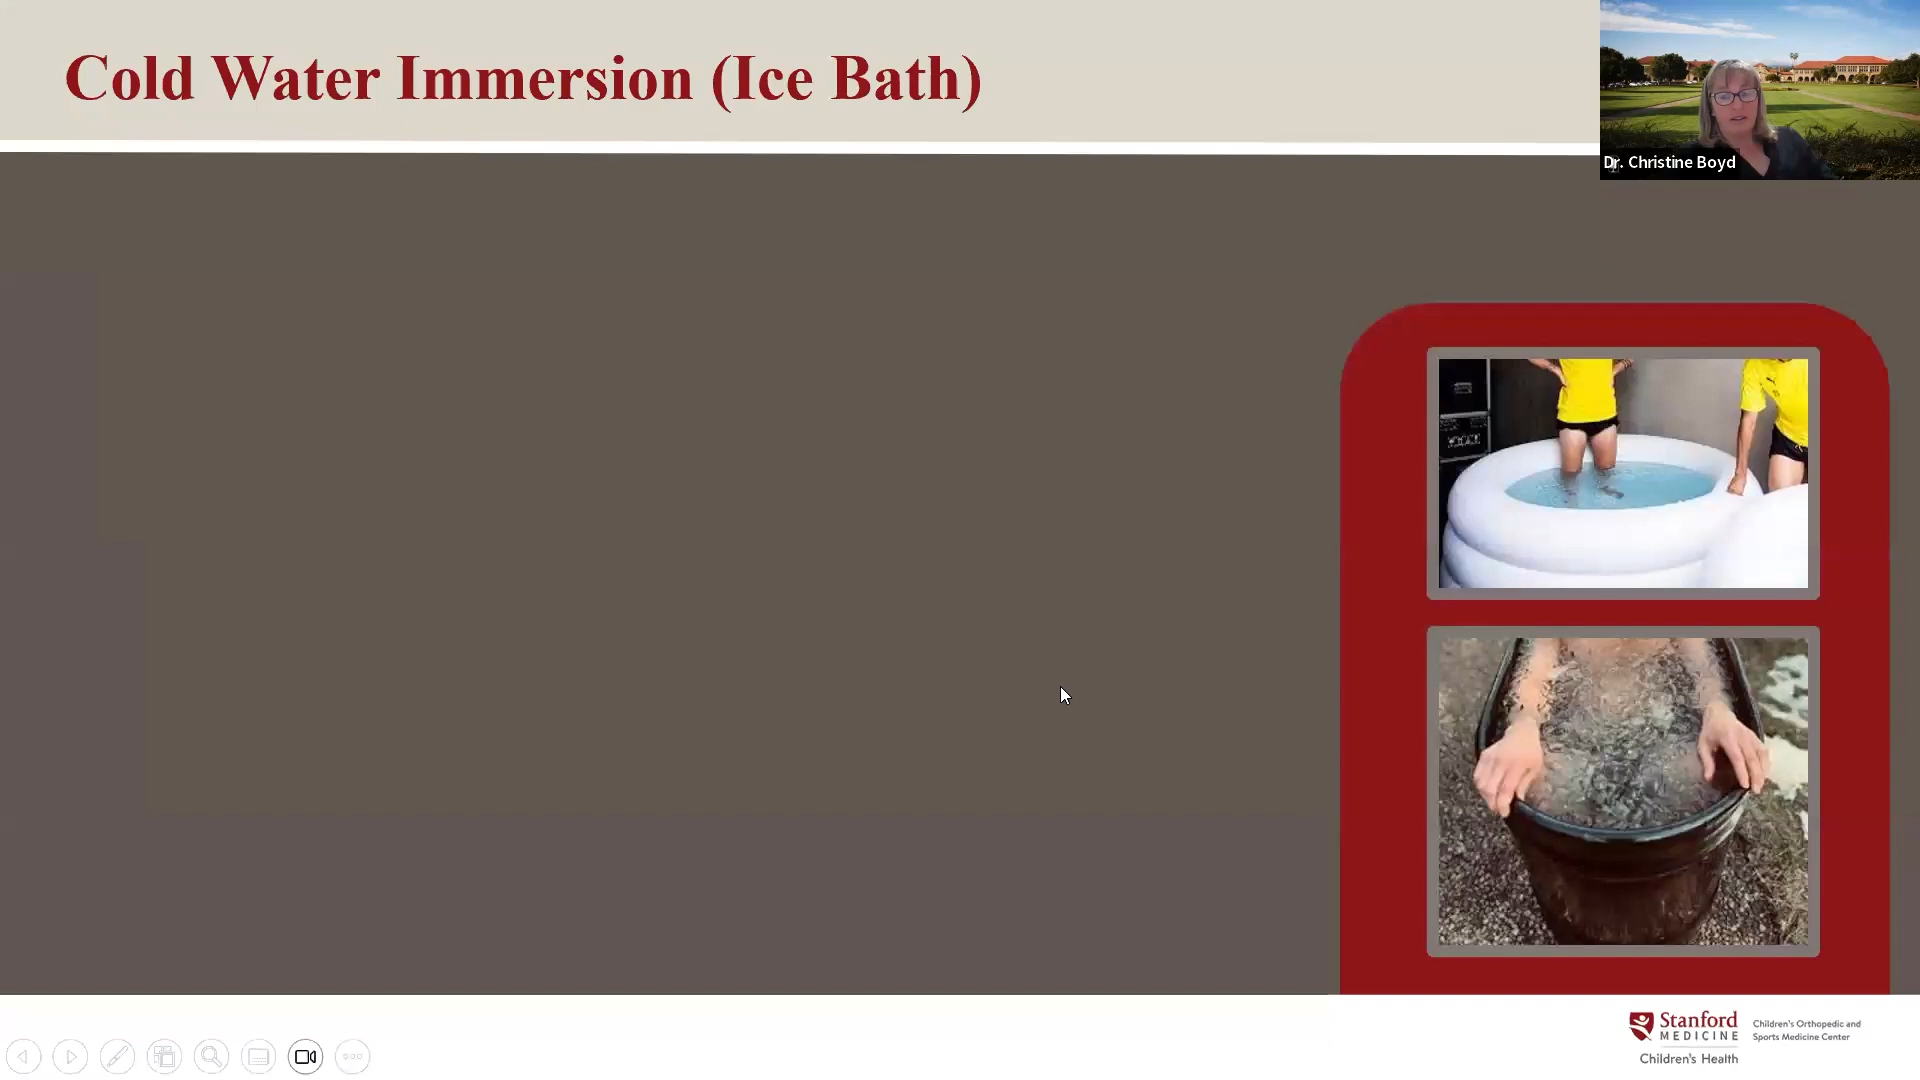 Cold Water Immersion (Ice Bath)
Dr. Christine Boyd
Stanford
MEDICINE
Children's Health
Children's Orthopedic and
Sports Medicine Center